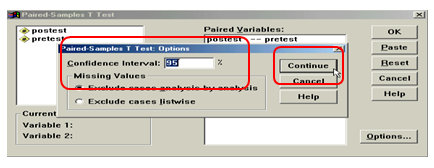 Paired-Samples T Test
postest
pretest
Paired Variables:
postest -- pretest
OK
Paste
Reset
Cancel
Help
Paired-Samples T Test: Options
Confidence Interval: 95 %
Missing Values
Exclude cases analysis by analysis
Exclude cases listwise
Continue
Cancel
Help
Current
Variable 1:
Variable 2:
Options...